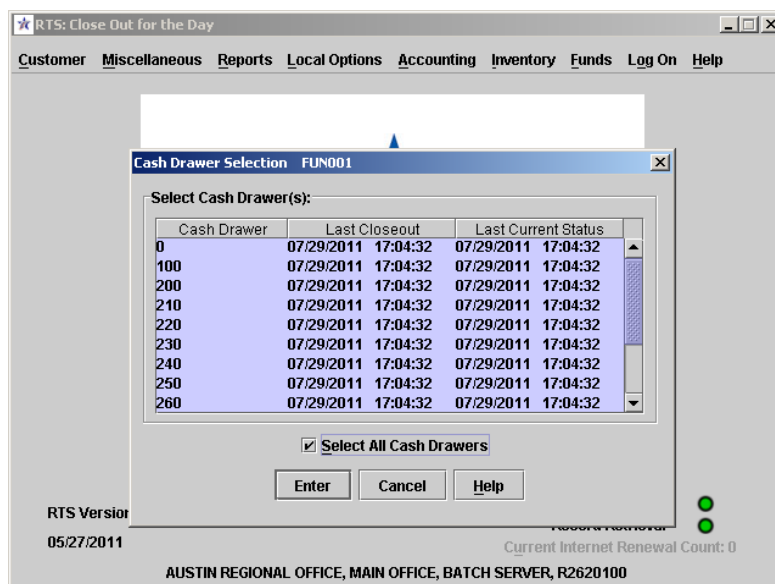 RTS: Close Out for the Day
Customer Miscellaneous Reports Local Options Accounting Inventory Funds Log On Help
Cash Drawer Selection FUN001
Select Cash Drawer(s):
Cash Drawer Last Closeout Last Current Status
0 07/29/2011 17:04:32 07/29/2011 17:04:32
100 07/29/2011 17:04:32 07/29/2011 17:04:32
200 07/29/2011 17:04:32 07/29/2011 17:04:32
210 07/29/2011 17:04:32 07/29/2011 17:04:32
220 07/29/2011 17:04:32 07/29/2011 17:04:32
230 07/29/2011 17:04:32 07/29/2011 17:04:32
240 07/29/2011 17:04:32 07/29/2011 17:04:32
250 07/29/2011 17:04:32 07/29/2011 17:04:32
260 07/29/2011 17:04:32 07/29/2011 17:04:32
Select All Cash Drawers
Enter Cancel Help
RTS Version
05/27/2011 Current Internet Renewal Count: 0
AUSTIN REGIONAL OFFICE, MAIN OFFICE, BATCH SERVER, R2620100